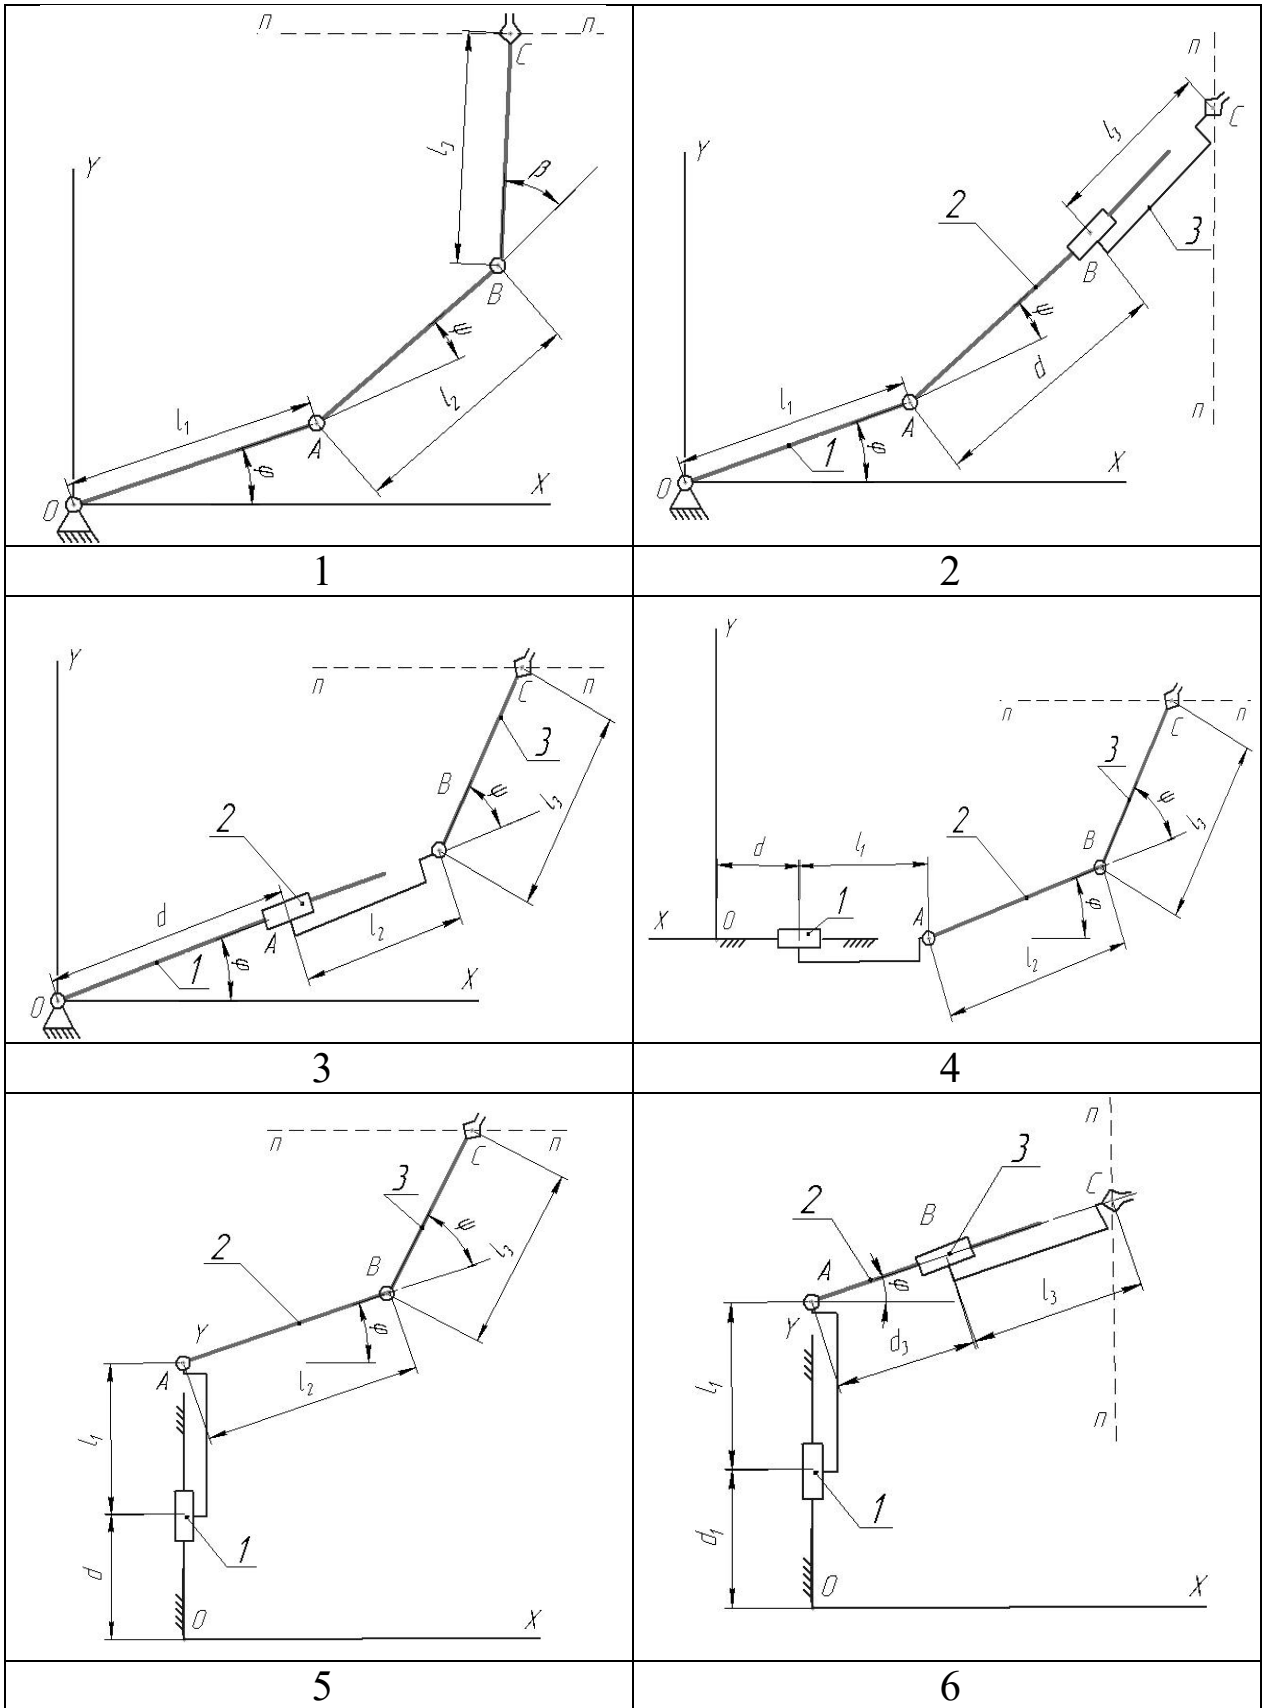 п п
C
l₃
Y
β
B
ψ
l₁
l₂
A
φ
O X
1
п
C
l₃
Y
2
3
B
ψ
d
l₁
A
п
1 φ
O X
2
Y
п п
C
3
B
ψ
2
l₃
d
A
l₂
1 φ
X
O
3
Y
п п
C
3
ψ
2 l₃
d l₁ B
1
X O A φ
l₂
4
п п
C
3
ψ
2 l₃
B
Y φ
A l₂
l₁
1
d
O X
5
п
3
C
2 B
A φ
l₃
Y
d₃
l₁
п
1
d₁
O X
6